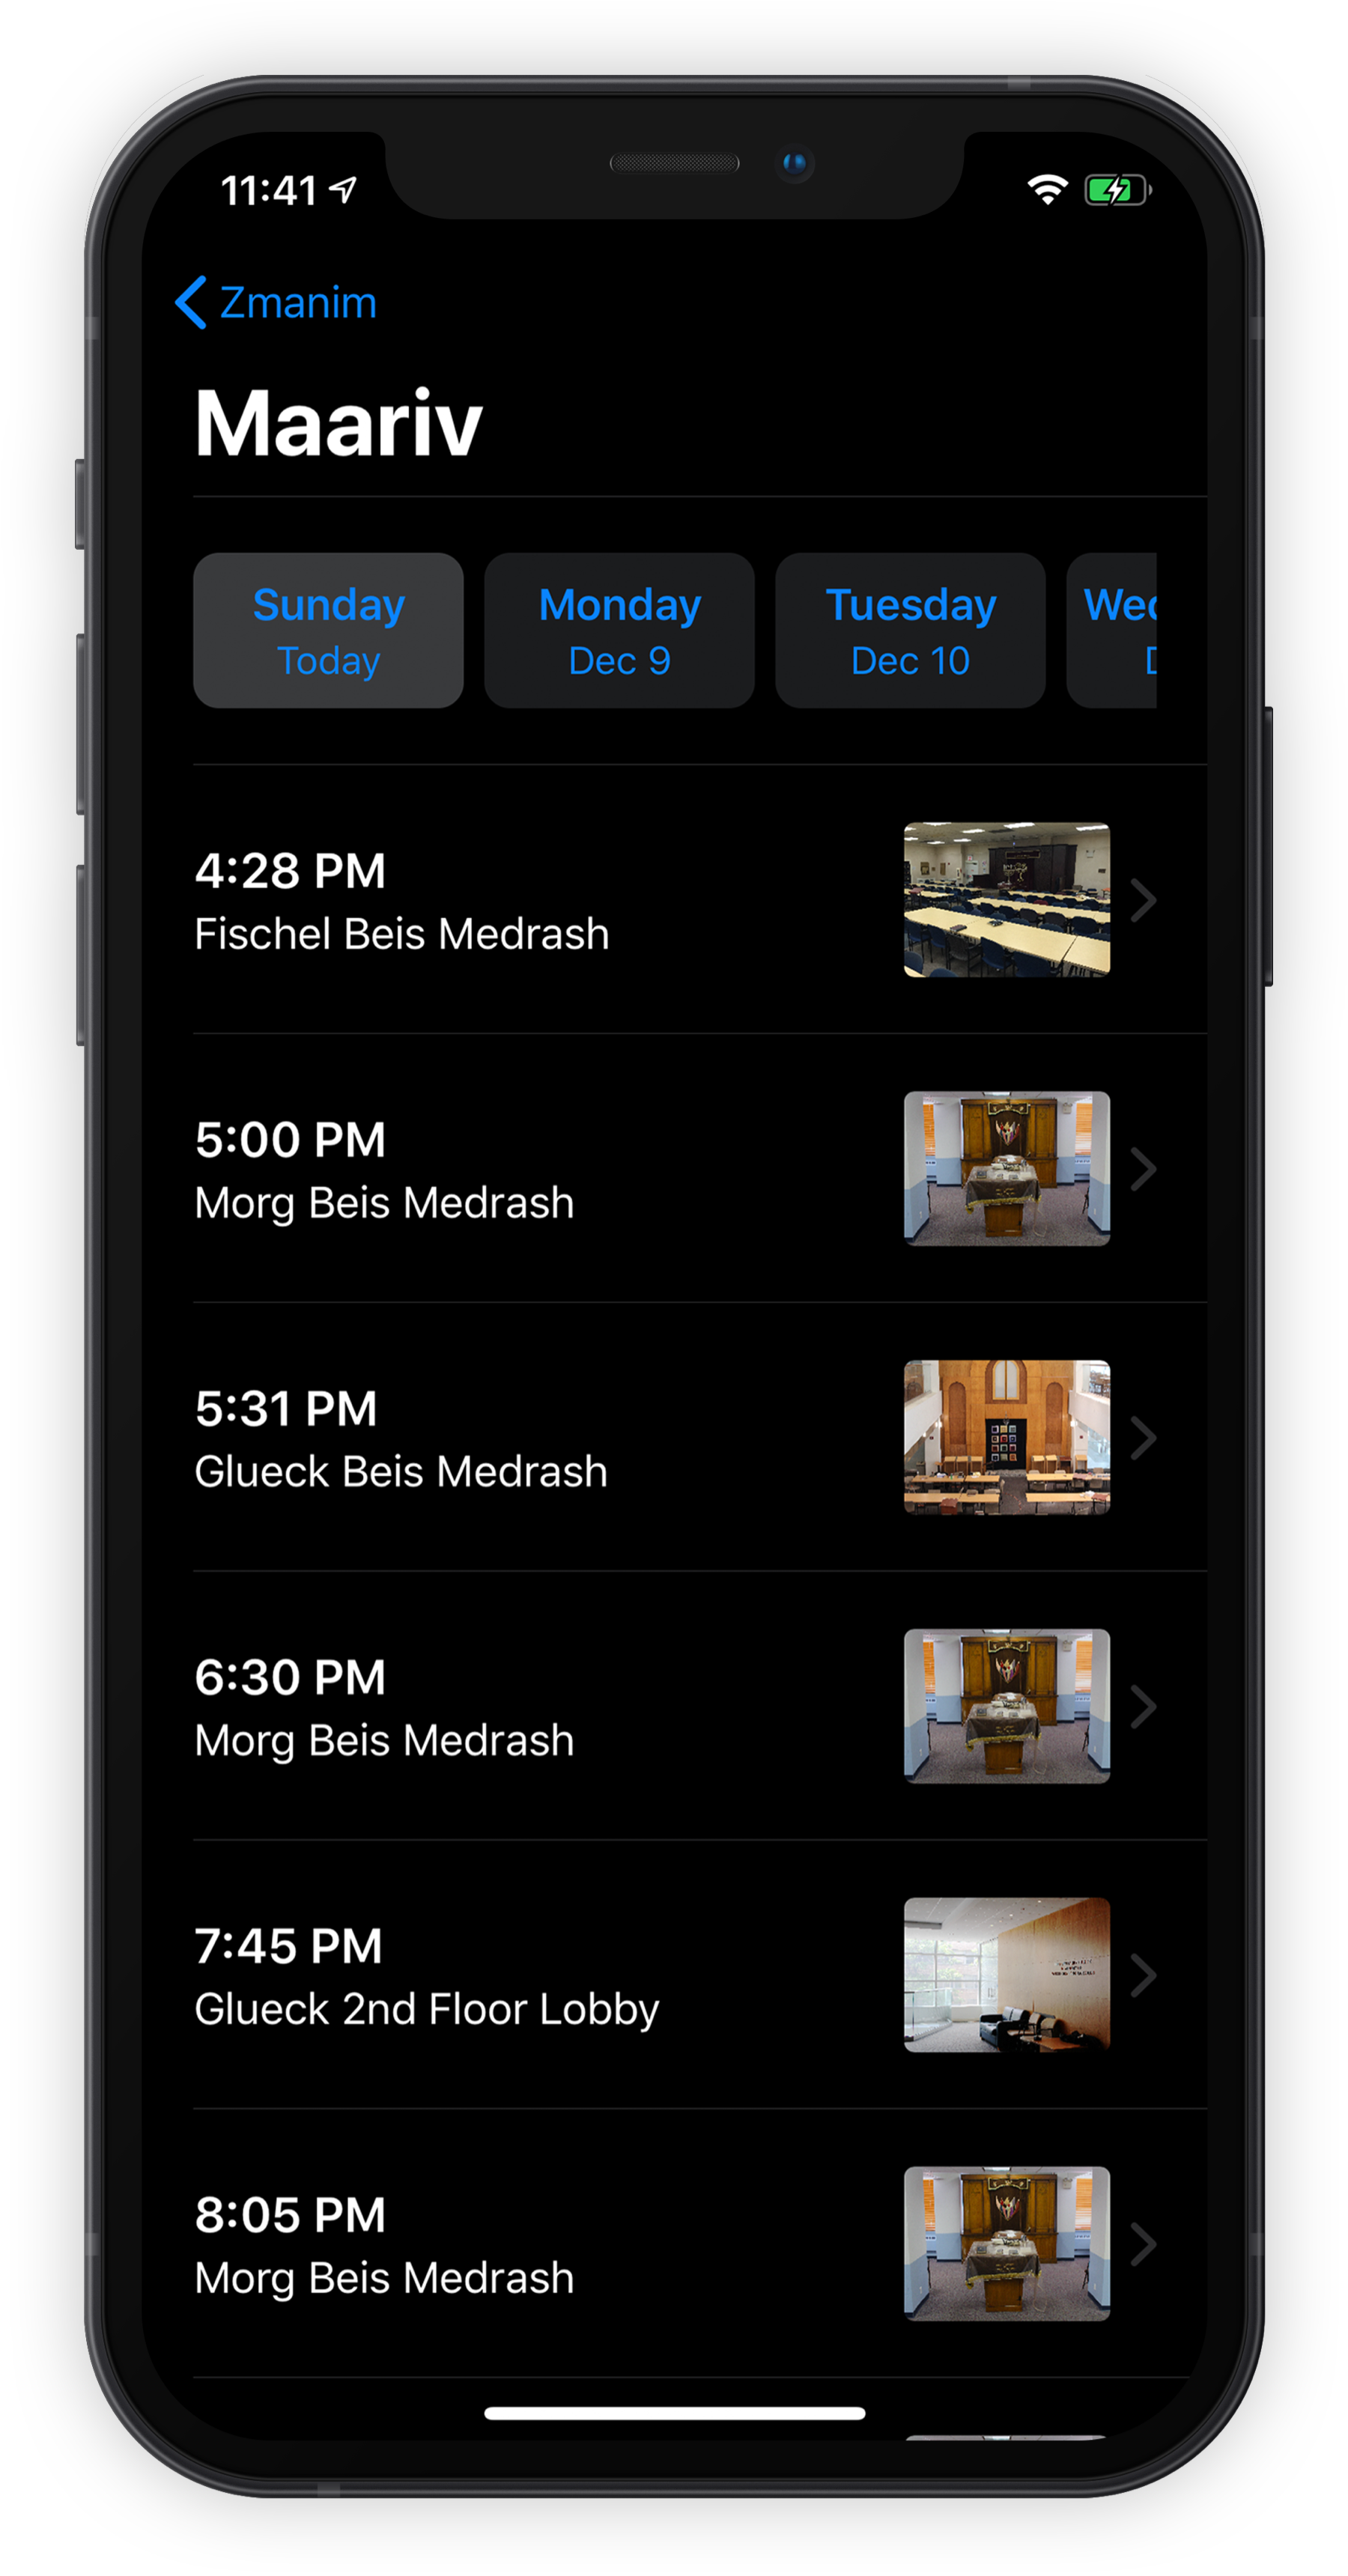 11:41
Zmanim
Maariv
Sunday
Today
Monday
Dec 9
Tuesday
Dec 10
4:28 PM
Fischel Beis Medrash
5:00 PM
Morg Beis Medrash
5:31 PM
Glueck Beis Medrash
6:30 PM
Morg Beis Medrash
7:45 PM
Glueck 2nd Floor Lobby
8:05 PM
Morg Beis Medrash